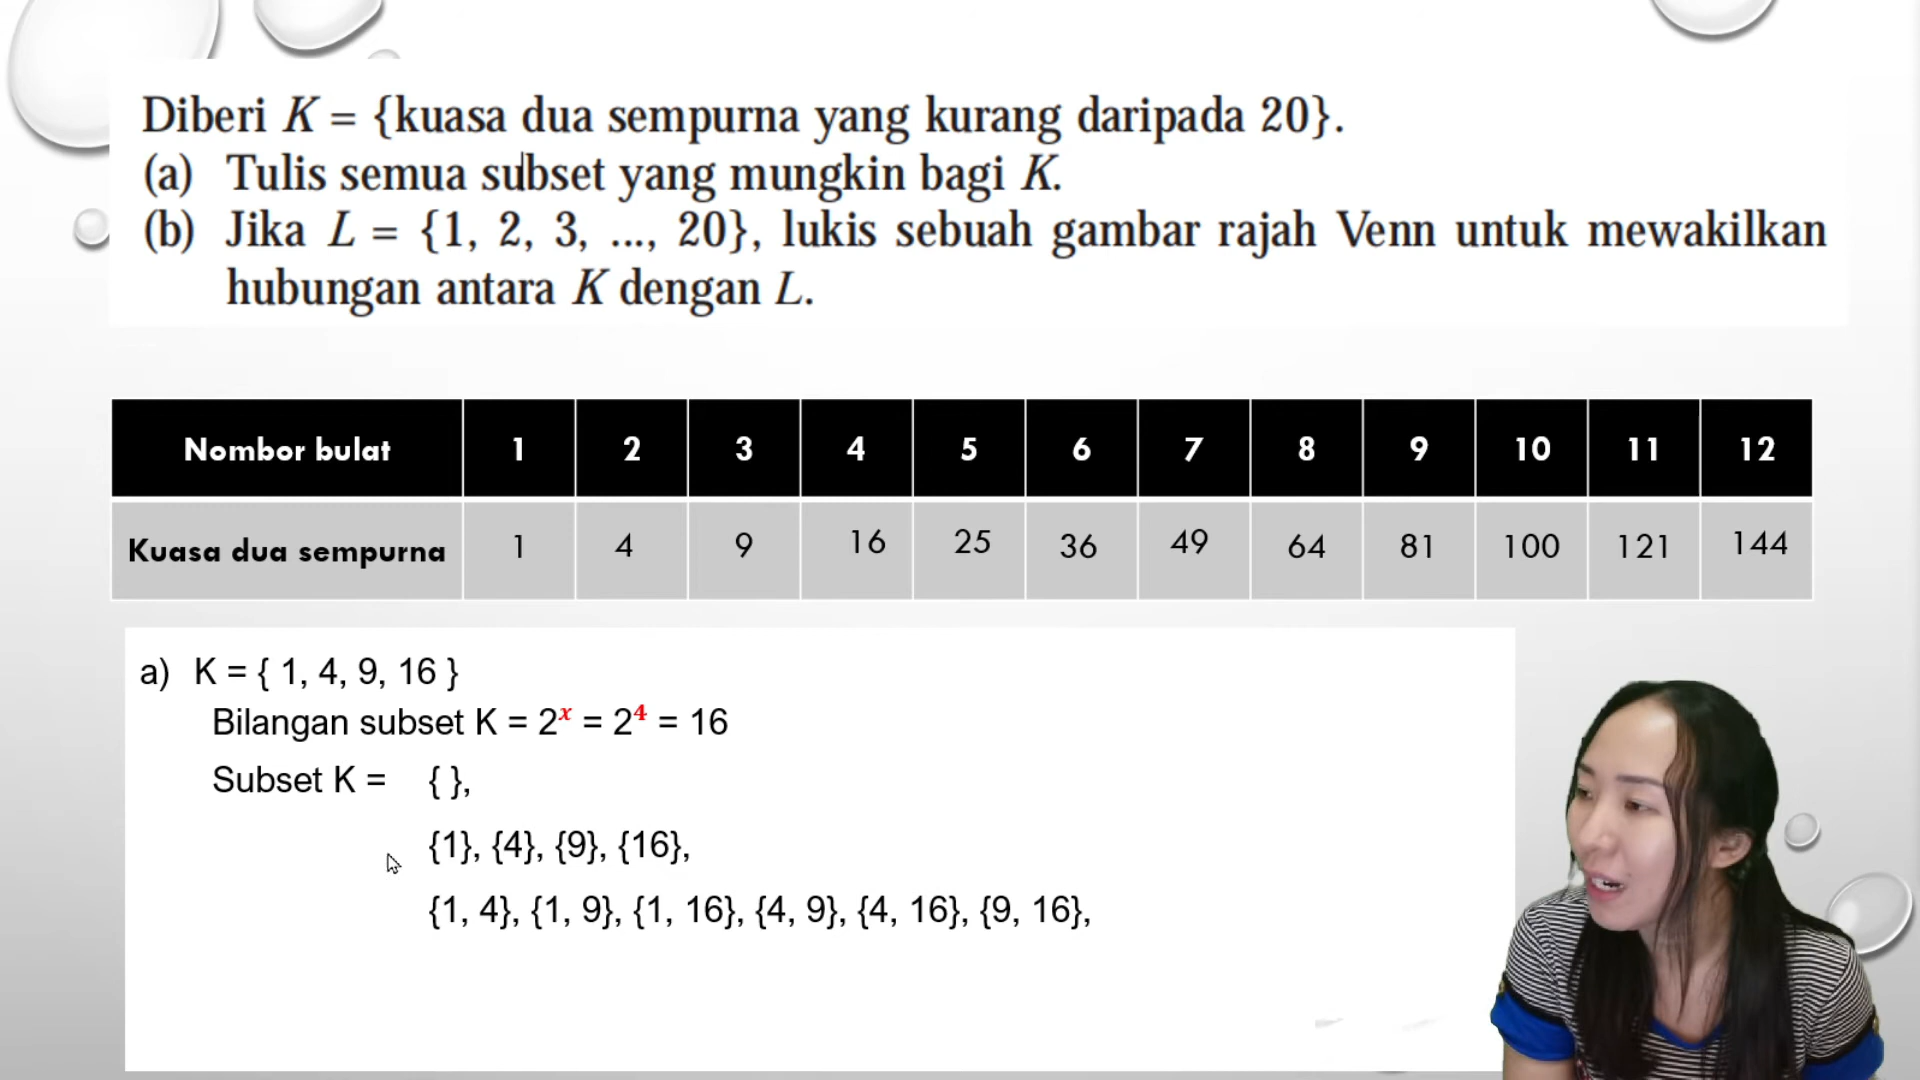 Diberi K = {kuasa dua sempurna yang kurang daripada 20}.
(a) Tulis semua subset yang mungkin bagi K.
(b) Jika L = {1, 2, 3, ..., 20}, lukis sebuah gambar rajah Venn untuk mewakilkan
hubungan antara K dengan L.
Nombor bulat 1 2 3 4 5 6 7 8 9 10 11 12
Kuasa dua sempurna 1 4 9 16 25 36 49 64 81 100 121 144
a) K = { 1, 4, 9, 16 }
Bilangan subset K = 2ˣ = 2⁴ = 16
Subset K = { },
{1}, {4}, {9}, {16},
{1, 4}, {1, 9}, {1, 16}, {4, 9}, {4, 16}, {9, 16},